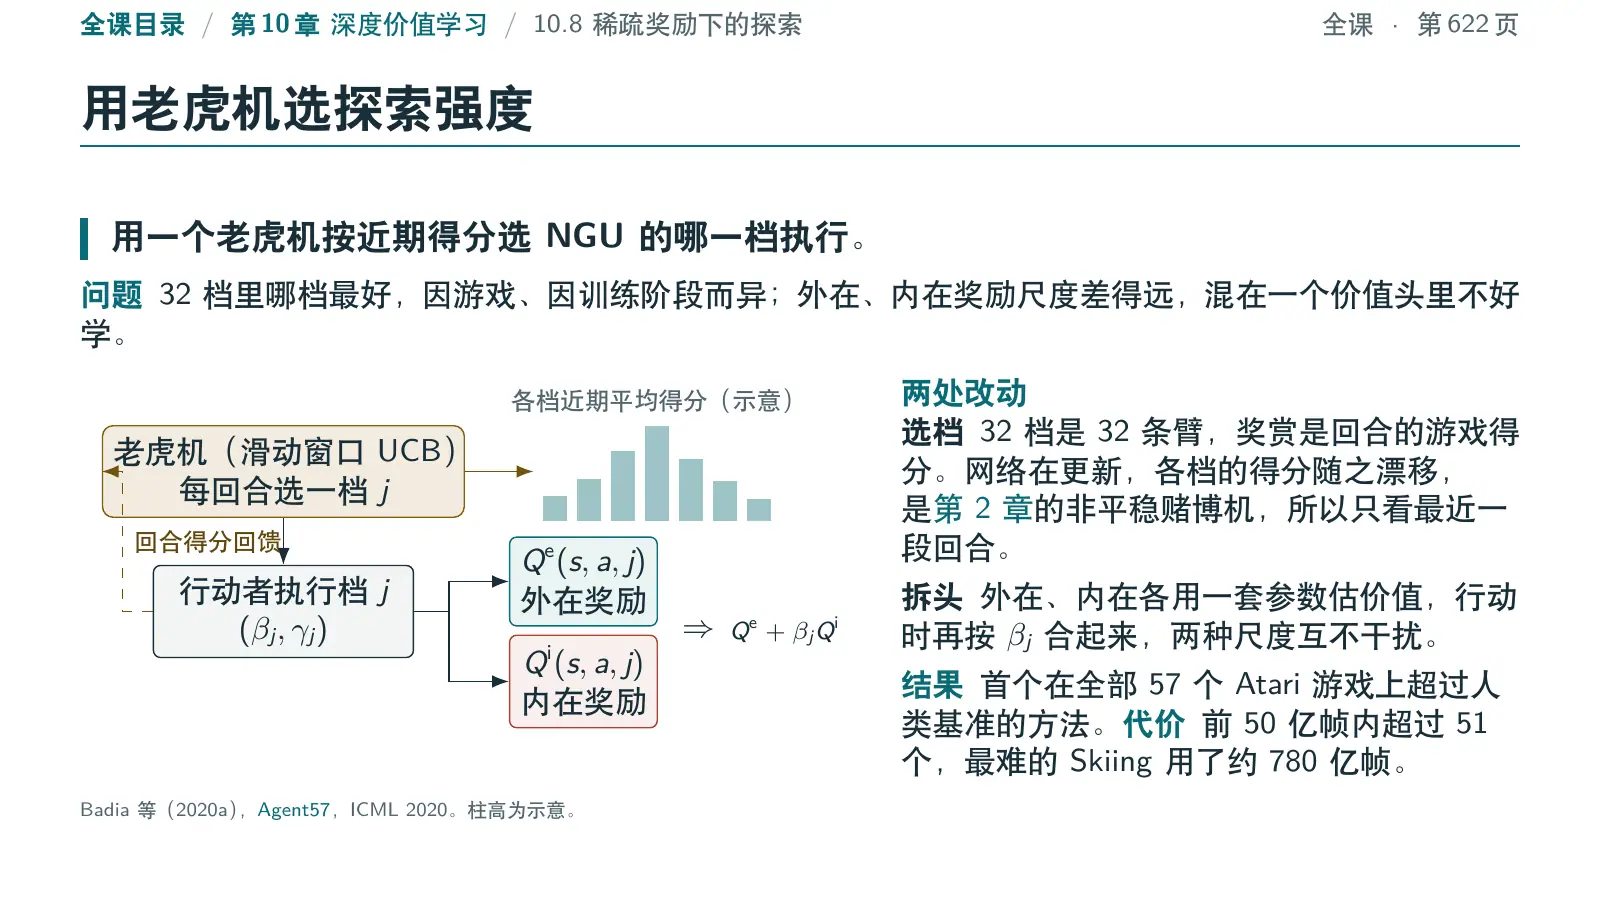 全课目录 / 第 10 章 深度价值学习 / 10.8 稀疏奖励下的探索
全课 · 第 622 页
用老虎机选探索强度
用一个老虎机按近期得分选 NGU 的哪一档执行。
问题 32 档里哪档最好，因游戏、因训练阶段而异；外在、内在奖励尺度差得远，混在一个价值头里不好
学。
各档近期平均得分（示意）
老虎机（滑动窗口 UCB）
每回合选一档 j
回合得分回馈
行动者执行档 j
(βⱼ, γⱼ)
Qᵉ(s, a, j)
外在奖励
Qⁱ(s, a, j)
内在奖励
⇒ Qᵉ + βⱼQⁱ
两处改动
选档 32 档是 32 条臂，奖赏是回合的游戏得
分。网络在更新，各档的得分随之漂移，
是第 2 章的非平稳赌博机，所以只看最近一
段回合。
拆头 外在、内在各用一套参数估价值，行动
时再按 βⱼ 合起来，两种尺度互不干扰。
结果 首个在全部 57 个 Atari 游戏上超过人
类基准的方法。代价 前 50 亿帧内超过 51
个，最难的 Skiing 用了约 780 亿帧。
Badia 等（2020a），Agent57，ICML 2020。柱高为示意。